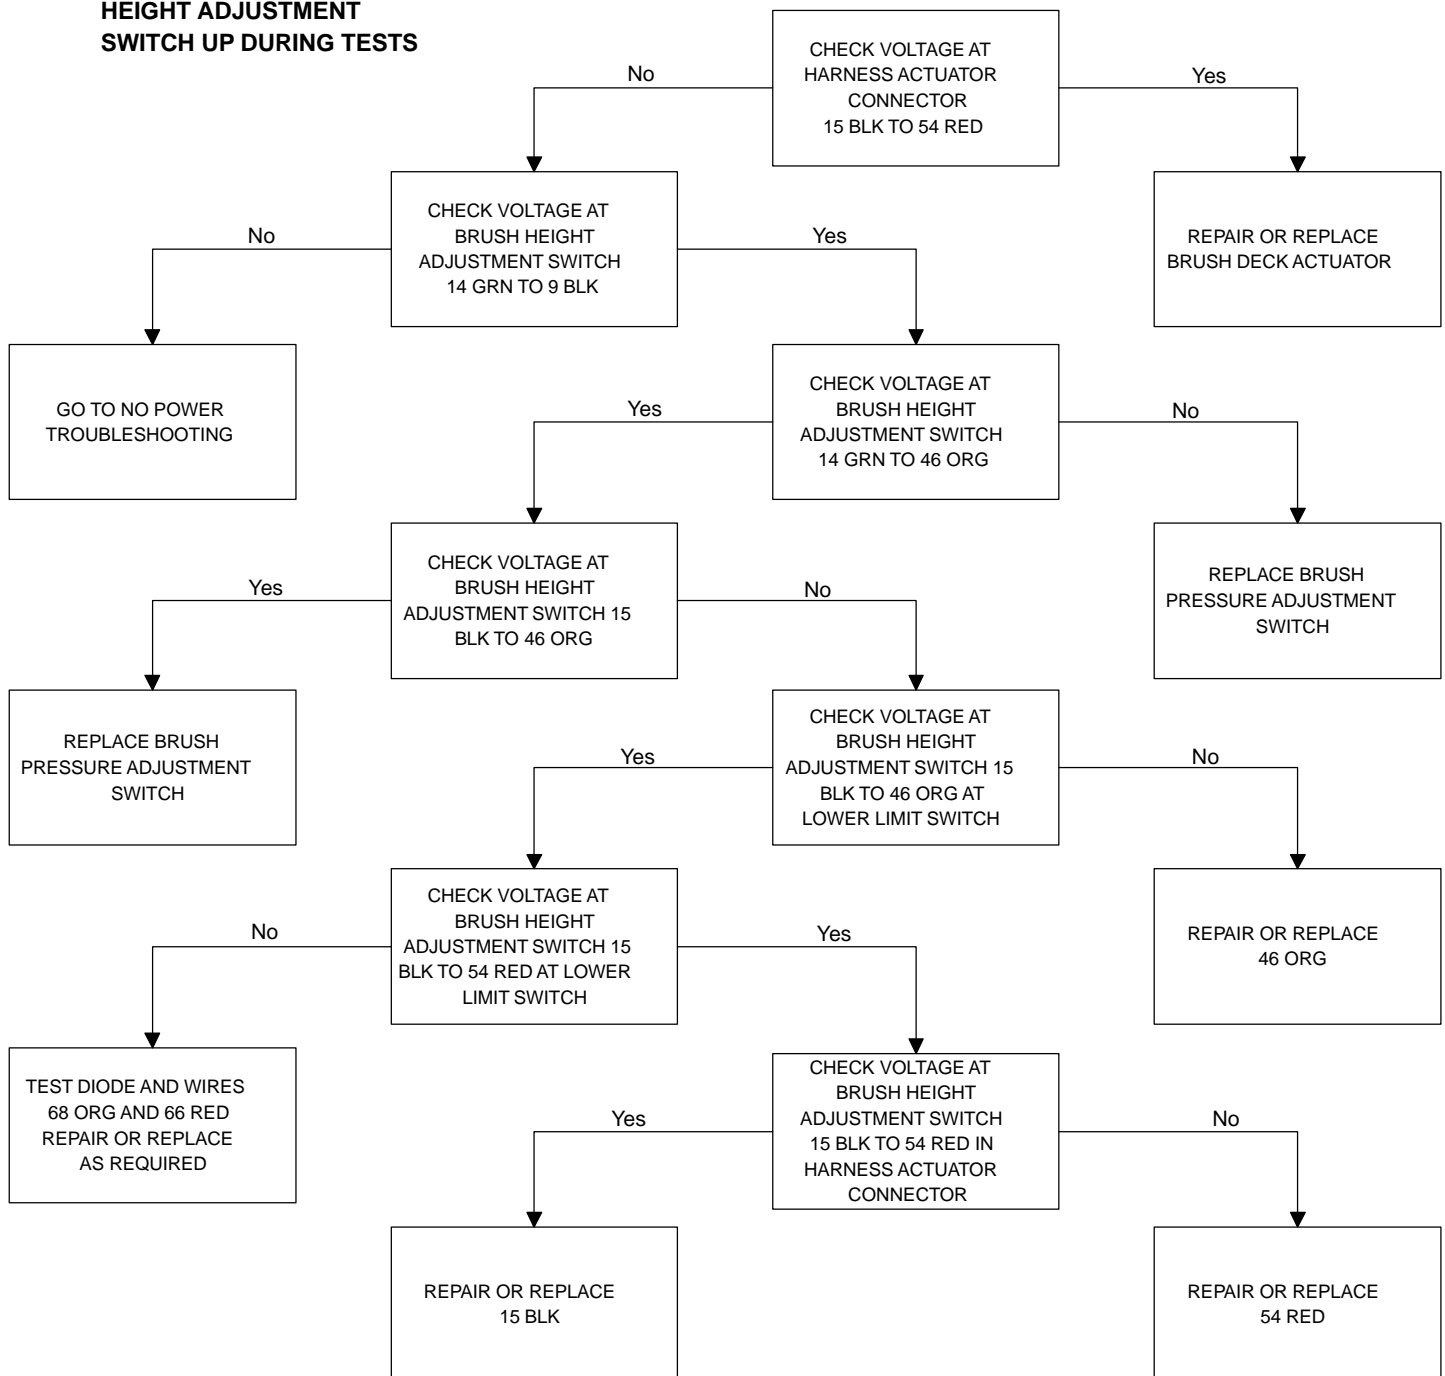 HEIGHT ADJUSTMENT
SWITCH UP DURING TESTS
CHECK VOLTAGE AT
HARNESS ACTUATOR
CONNECTOR
15 BLK TO 54 RED
No
Yes
CHECK VOLTAGE AT
BRUSH HEIGHT
ADJUSTMENT SWITCH
14 GRN TO 9 BLK
REPAIR OR REPLACE
BRUSH DECK ACTUATOR
No
Yes
GO TO NO POWER
TROUBLESHOOTING
CHECK VOLTAGE AT
BRUSH HEIGHT
ADJUSTMENT SWITCH
14 GRN TO 46 ORG
Yes
No
CHECK VOLTAGE AT
BRUSH HEIGHT
ADJUSTMENT SWITCH 15
BLK TO 46 ORG
REPLACE BRUSH
PRESSURE ADJUSTMENT
SWITCH
Yes
No
REPLACE BRUSH
PRESSURE ADJUSTMENT
SWITCH
CHECK VOLTAGE AT
BRUSH HEIGHT
ADJUSTMENT SWITCH 15
BLK TO 46 ORG AT
LOWER LIMIT SWITCH
Yes
No
CHECK VOLTAGE AT
BRUSH HEIGHT
ADJUSTMENT SWITCH 15
BLK TO 54 RED AT LOWER
LIMIT SWITCH
REPAIR OR REPLACE
46 ORG
No
Yes
TEST DIODE AND WIRES
68 ORG AND 66 RED
REPAIR OR REPLACE
AS REQUIRED
CHECK VOLTAGE AT
BRUSH HEIGHT
ADJUSTMENT SWITCH
15 BLK TO 54 RED IN
HARNESS ACTUATOR
CONNECTOR
Yes
No
REPAIR OR REPLACE
15 BLK
REPAIR OR REPLACE
54 RED